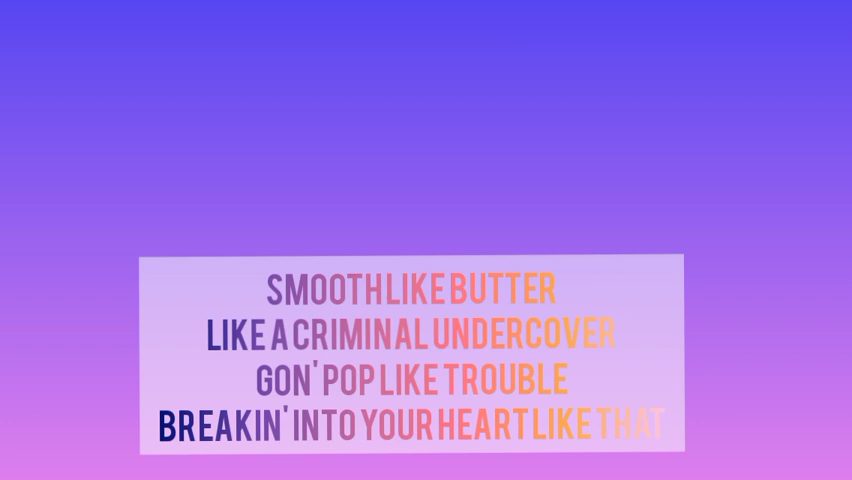 SMOOTH LIKE BUTTER
LIKE A CRIMINAL UNDERCOVER
GON' POP LIKE TROUBLE
BREAKIN' INTO YOUR HEART LIKE THAT